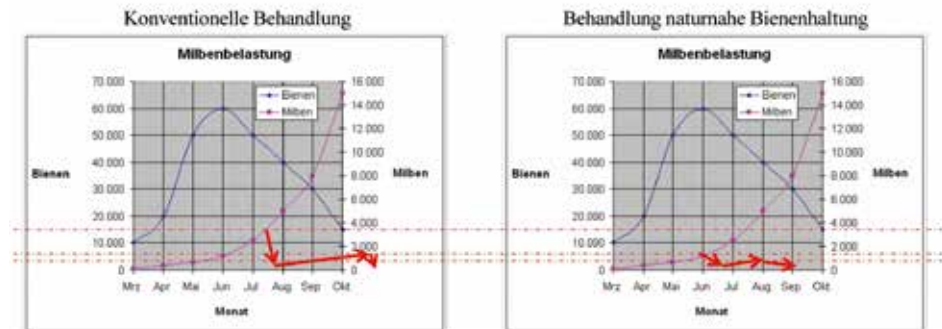 Konventionelle Behandlung
Milbenbelastung
70.000
60.000
50.000
40.000
30.000
20.000
10.000
0
Bienen
16.000
14 000
12 000
10 000
8 000
6 000
4 000
2 000
0
Milben
Bienen
Milben
Mrz Apr Mai Jun Jul Aug Sep Okt
Monat
Behandlung naturnahe Bienenhaltung
Milbenbelastung
70.000
60.000
50.000
40.000
30.000
20.000
10.000
0
Bienen
16.000
14 000
12 000
10 000
8 000
6 000
4 000
2 000
0
Milben
Bienen
Milben
Mrz Apr Mai Jun Jul Aug Sep Okt
Monat